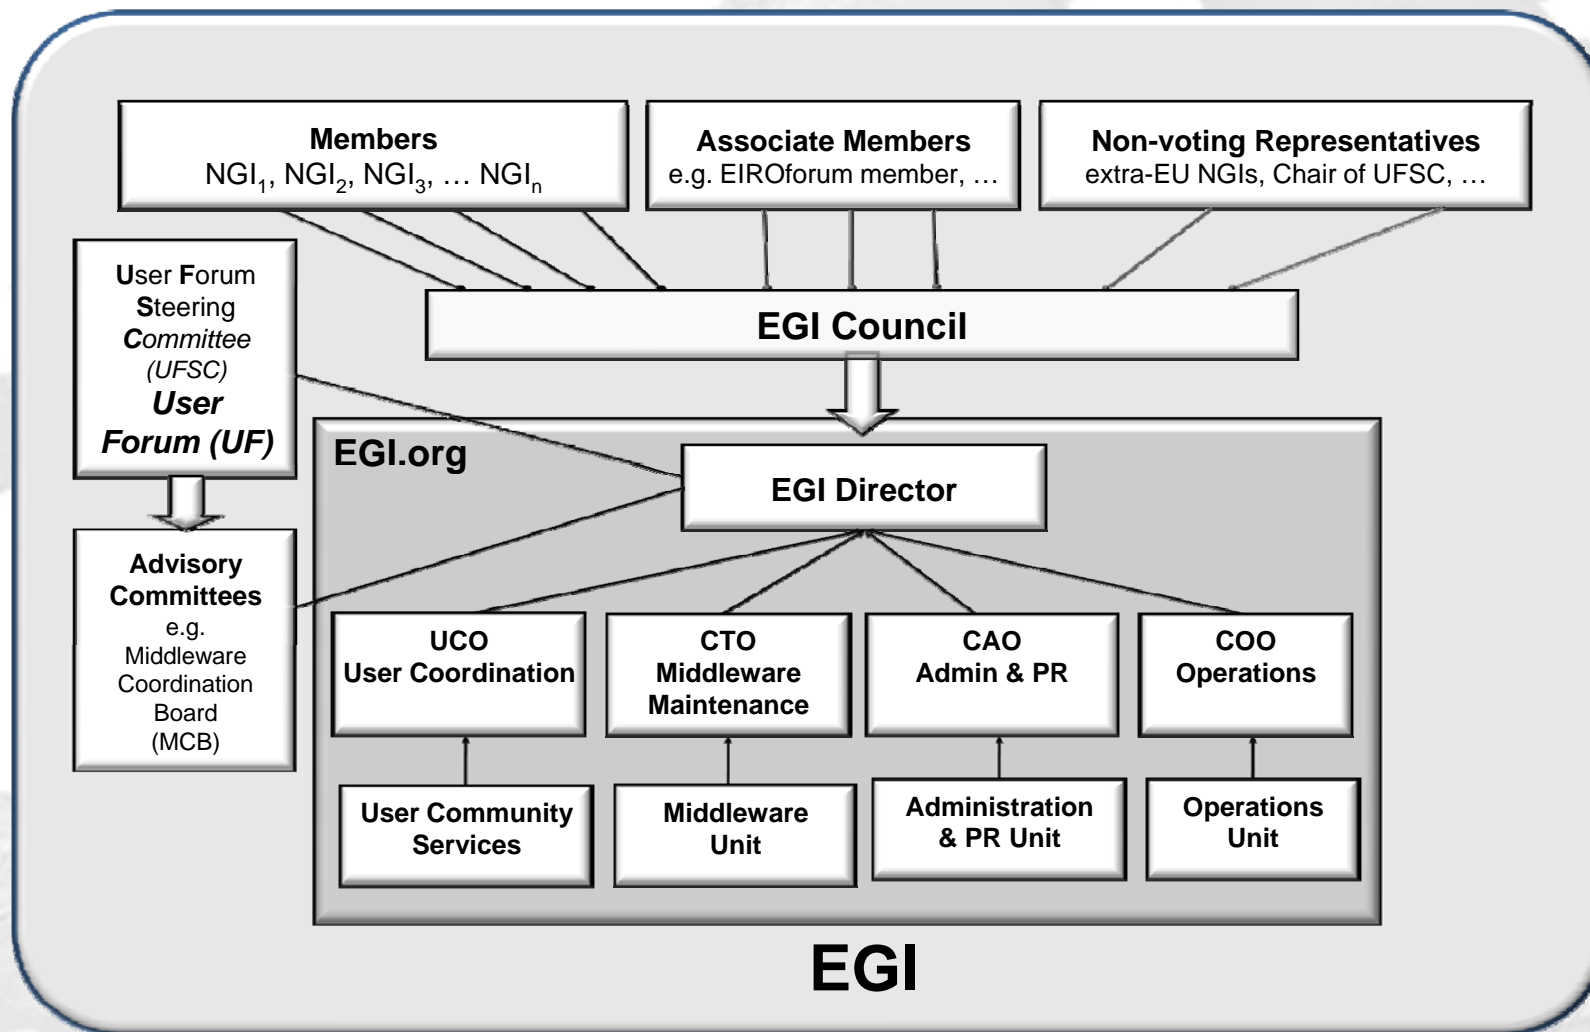 Members
NGI1, NGI2, NGI3, … NGIn
Associate Members
e.g. EIROforum member, …
Non-voting Representatives
extra-EU NGIs, Chair of UFSC, …
User Forum
Steering
Committee
(UFSC)
User
Forum (UF)
EGI Council
EGI.org
EGI Director
Advisory
Committees
e.g.
Middleware
Coordination
Board
(MCB)
UCO
User Coordination
CTO
Middleware
Maintenance
CAO
Admin & PR
COO
Operations
User Community
Services
Middleware
Unit
Administration
& PR Unit
Operations
Unit
EGI